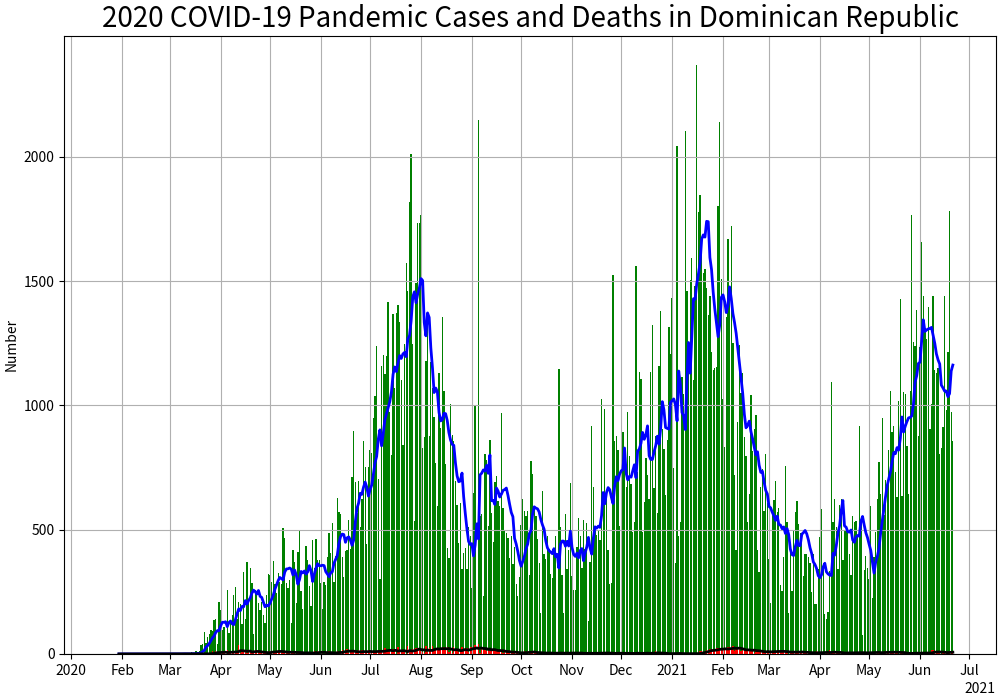 2020 COVID-19 Pandemic Cases and Deaths in Dominican Republic
Number
2000
1500
1000
500
0
2020 Feb Mar Apr May Jun Jul Aug Sep Oct Nov Dec 2021 Feb Mar Apr May Jun Jul
2021